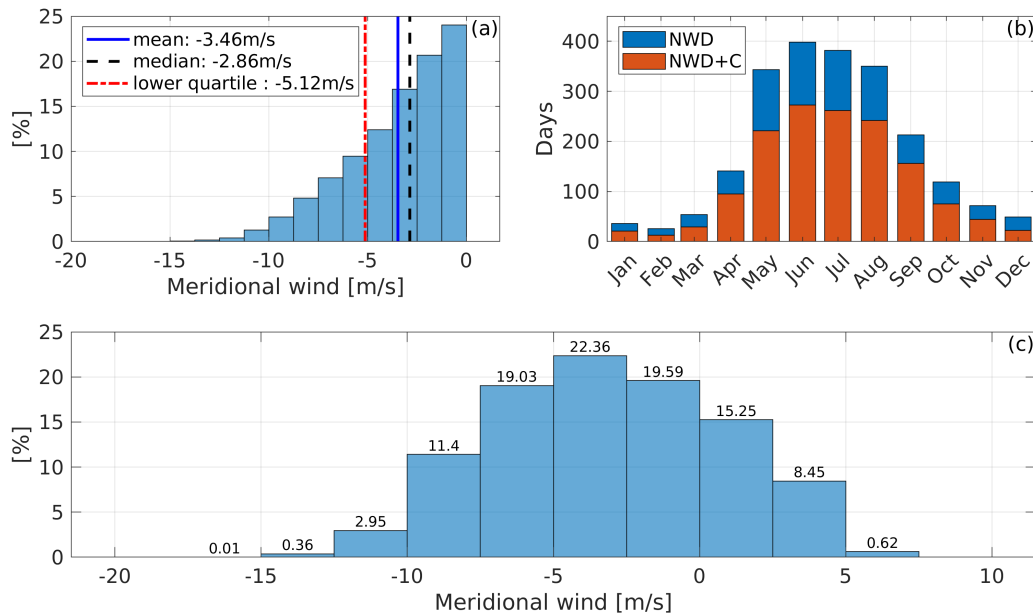 (a)
mean: -3.46m/s
median: -2.86m/s
lower quartile : -5.12m/s
25
20
15
10
5
0
[%]
-20
-15
-10
-5
0
Meridional wind [m/s]
(b)
NWD
NWD+C
400
300
200
100
0
Days
Jan
Feb
Mar
Apr
May
Jun
Jul
Aug
Sep
Oct
Nov
Dec
(c)
25
20
15
10
5
0
[%]
0.01
0.36
2.95
11.4
19.03
22.36
19.59
15.25
8.45
0.62
-20
-15
-10
-5
0
5
10
Meridional wind [m/s]